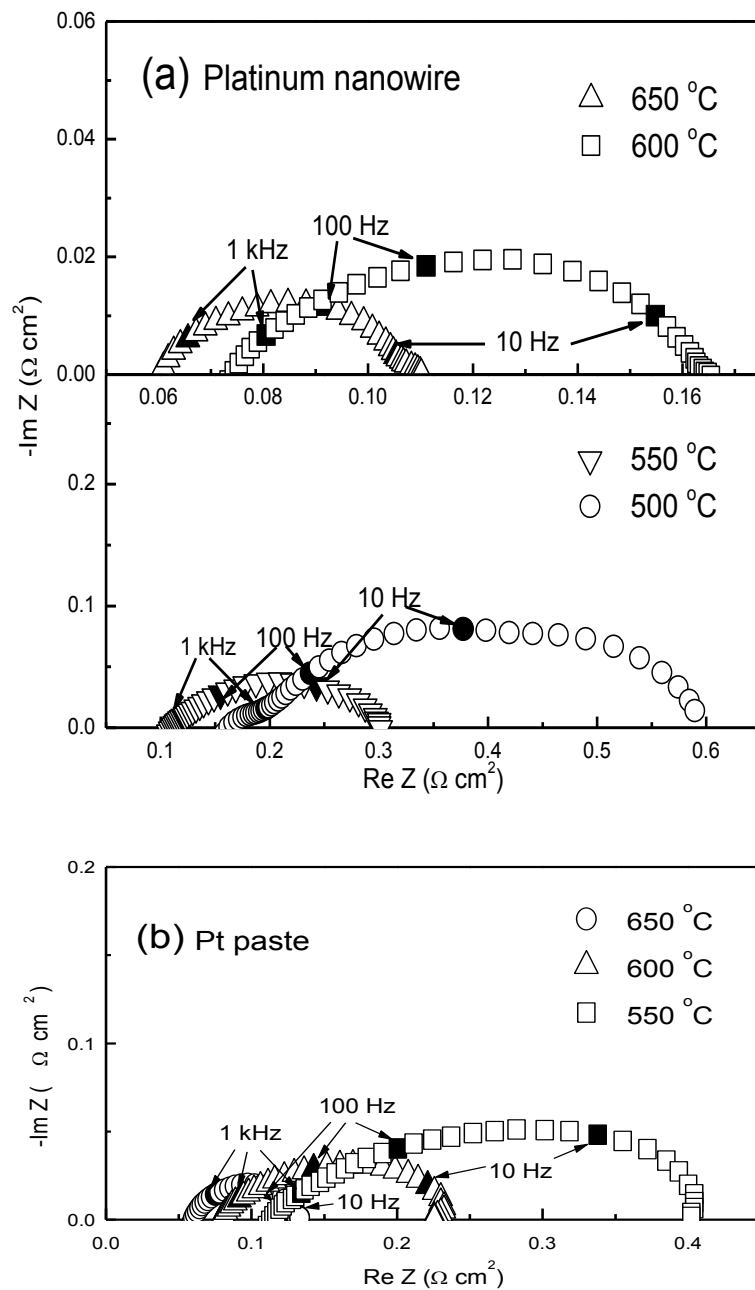 0.06
(a) Platinum nanowire
650 °C
600 °C
0.04
100 Hz
1 kHz
0.02
10 Hz
0.00
0.06 0.08 0.10 0.12 0.14 0.16
-Im Z (Ω cm²)
550 °C
500 °C
0.2
10 Hz
1 kHz
100 Hz
0.1
0.0
0.1 0.2 0.3 0.4 0.5 0.6
Re Z (Ω cm²)
0.2
(b) Pt paste
650 °C
600 °C
550 °C
0.1
-Im Z ( Ω cm²)
100 Hz
1 kHz
10 Hz
10 Hz
0.0
0.0 0.1 0.2 0.3 0.4
Re Z (Ω cm²)